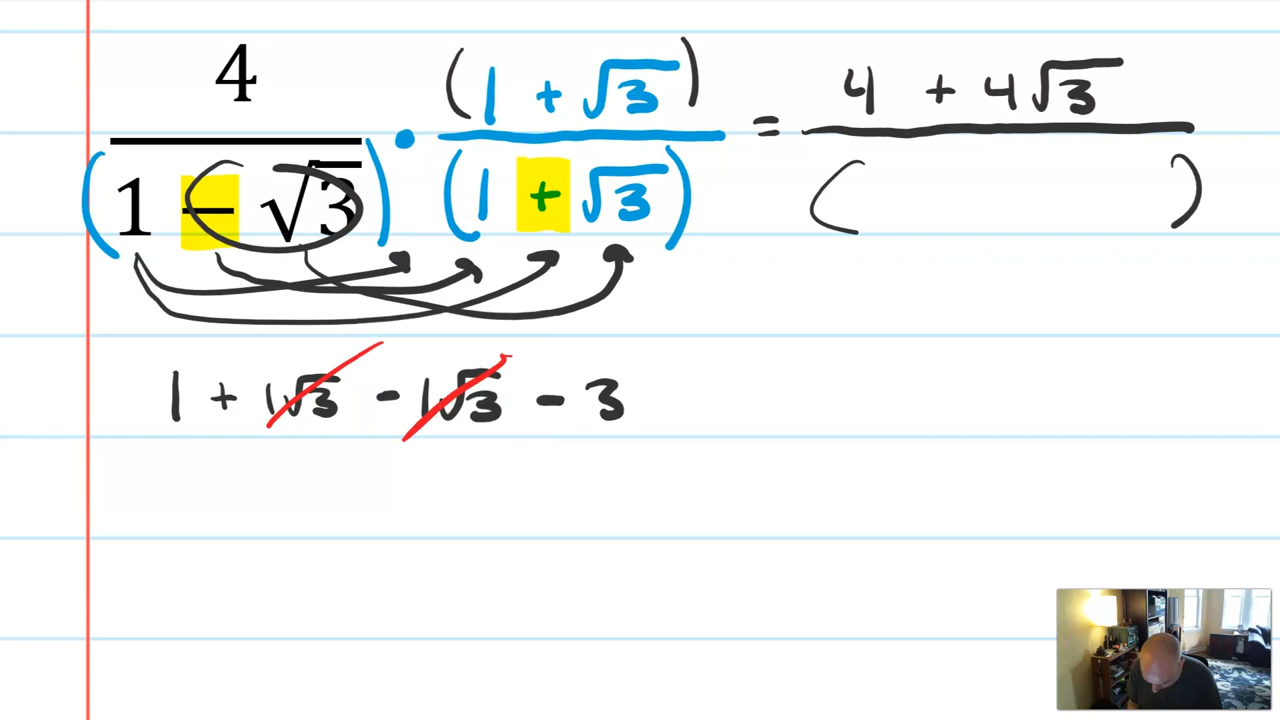 4 / (1 − √3) · (1 + √3) / (1 + √3) = 4 + 4√3 / ( )
1 + 1√3 - 1√3 - 3